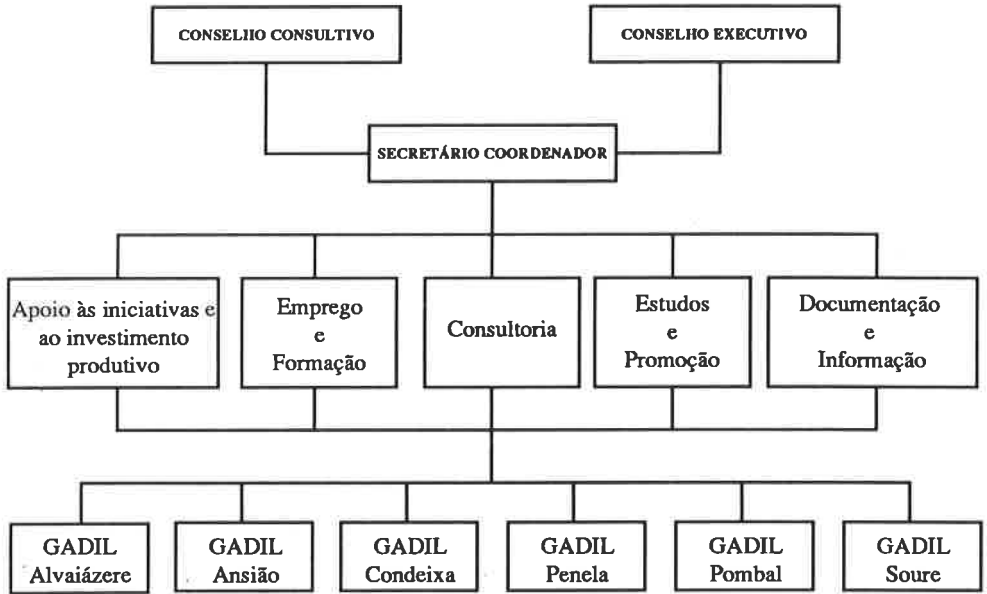 CONSELHO CONSULTIVO
CONSELHO EXECUTIVO
SECRETÁRIO COORDENADOR
Apoio às iniciativas e
ao investimento
produtivo
Emprego
e
Formação
Consultoria
Estudos
e
Promoção
Documentação
e
Informação
GADIL
Alvaiázere
GADIL
Ansião
GADIL
Condeixa
GADIL
Penela
GADIL
Pombal
GADIL
Soure